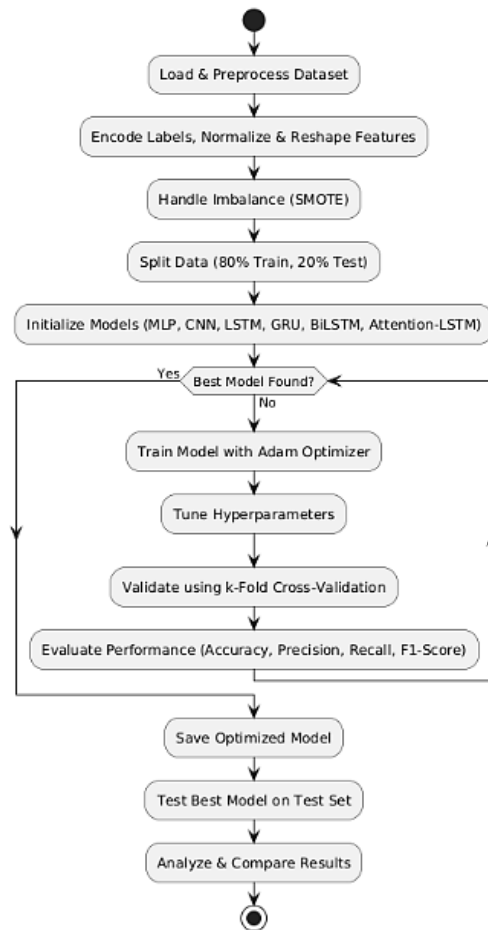 Load & Preprocess Dataset
Encode Labels, Normalize & Reshape Features
Handle Imbalance (SMOTE)
Split Data (80% Train, 20% Test)
Initialize Models (MLP, CNN, LSTM, GRU, BiLSTM, Attention-LSTM)
Yes
Best Model Found?
No
Train Model with Adam Optimizer
Tune Hyperparameters
Validate using k-Fold Cross-Validation
Evaluate Performance (Accuracy, Precision, Recall, F1-Score)
Save Optimized Model
Test Best Model on Test Set
Analyze & Compare Results